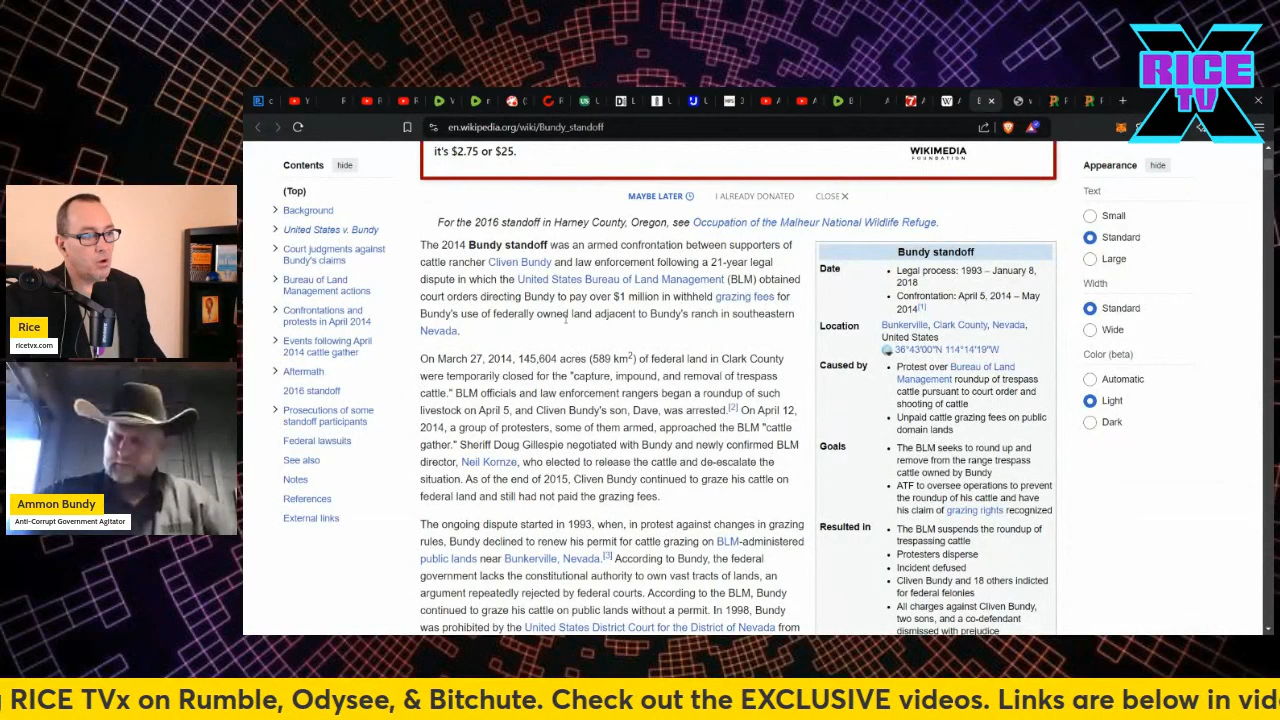 RICE
TV
en.wikipedia.org/wiki/Bundy_standoff
it's $2.75 or $25.
WIKIMEDIA
FOUNDATION
MAYBE LATER
I ALREADY DONATED
CLOSE
Contents hide
(Top)
Background
United States v. Bundy
Court judgments against
Bundy's claims
Bureau of Land
Management actions
Confrontations and
protests in April 2014
Events following April
2014 cattle gather
Aftermath
2016 standoff
Prosecutions of some
standoff participants
Federal lawsuits
See also
Notes
References
External links
For the 2016 standoff in Harney County, Oregon, see Occupation of the Malheur National Wildlife Refuge.
The 2014 Bundy standoff was an armed confrontation between supporters of
cattle rancher Cliven Bundy and law enforcement following a 21-year legal
dispute in which the United States Bureau of Land Management (BLM) obtained
court orders directing Bundy to pay over $1 million in withheld grazing fees for
Bundy's use of federally owned land adjacent to Bundy's ranch in southeastern
Nevada.
On March 27, 2014, 145,604 acres (589 km2) of federal land in Clark County
were temporarily closed for the "capture, impound, and removal of trespass
cattle." BLM officials and law enforcement rangers began a roundup of such
livestock on April 5, and Cliven Bundy's son, Dave, was arrested.[2] On April 12,
2014, a group of protesters, some of them armed, approached the BLM "cattle
gather." Sheriff Doug Gillespie negotiated with Bundy and newly confirmed BLM
director, Neil Kornze, who elected to release the cattle and de-escalate the
situation. As of the end of 2015, Cliven Bundy continued to graze his cattle on
federal land and still had not paid the grazing fees.
The ongoing dispute started in 1993, when, in protest against changes in grazing
rules, Bundy declined to renew his permit for cattle grazing on BLM-administered
public lands near Bunkerville, Nevada.[3] According to Bundy, the federal
government lacks the constitutional authority to own vast tracts of lands, an
argument repeatedly rejected by federal courts. According to the BLM, Bundy
continued to graze his cattle on public lands without a permit. In 1998, Bundy
was prohibited by the United States District Court for the District of Nevada from
Bundy standoff
Date
Legal process: 1993 – January 8,
2018
Confrontation: April 5, 2014 – May
2014[1]
Location
Bunkerville, Clark County, Nevada,
United States
36°43′00″N 114°14′19″W
Caused by
Protest over Bureau of Land
Management roundup of trespass
cattle pursuant to court order and
shooting of cattle
Unpaid cattle grazing fees on public
domain lands
Goals
The BLM seeks to round up and
remove from the range trespass
cattle owned by Bundy
ATF to oversee operations to prevent
the roundup of his cattle and have
his claim of grazing rights recognized
Resulted in
The BLM suspends the roundup of
trespassing cattle
Protesters disperse
Incident defused
Cliven Bundy and 18 others indicted
for federal felonies
All charges against Cliven Bundy,
two sons, and a co-defendant
dismissed with prejudice
Appearance hide
Text
Small
Standard
Large
Width
Standard
Wide
Color (beta)
Automatic
Light
Dark
Rice
ricetvx.com
Ammon Bundy
Anti-Corrupt Government Agitator
RICE TVx on Rumble, Odysee, & Bitchute. Check out the EXCLUSIVE videos. Links are below in